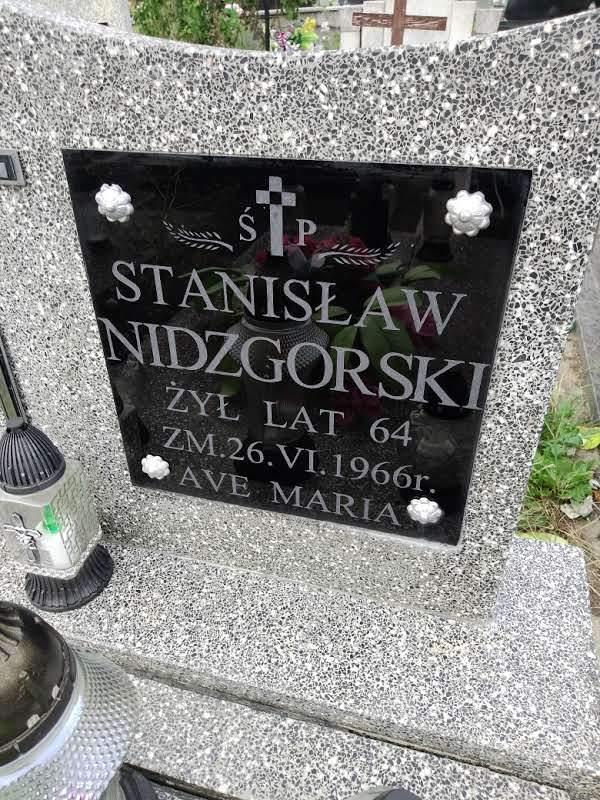 Ś P
STANISŁAW
NIDZGORSKI
ŻYŁ LAT 64
ZM.26.VI.1966r.
AVE MARIA